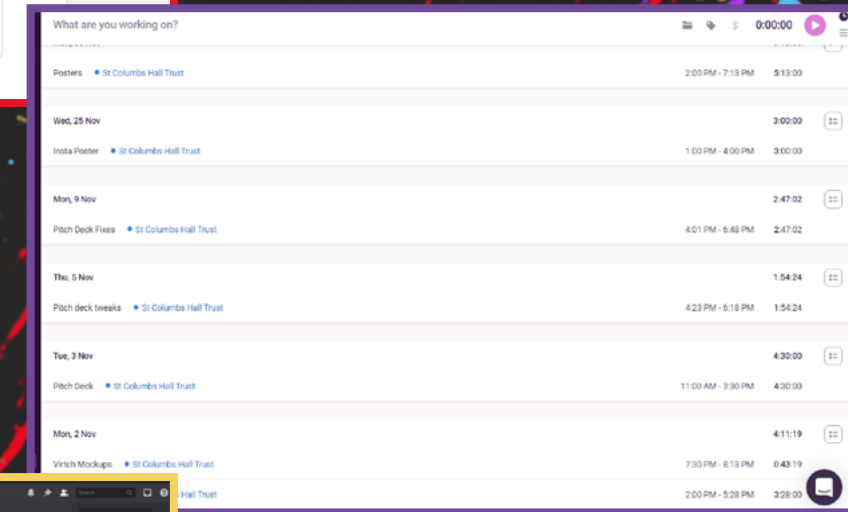 What are you working on? $ 0:00:00
Posters • St Columbs Hall Trust 2:00 PM - 7:13 PM 5:13:00
Wed, 25 Nov 3:00:00
Insta Poster • St Columbs Hall Trust 1:00 PM - 4:00 PM 3:00:00
Mon, 9 Nov 2:47:02
Pitch Deck Fixes • St Columbs Hall Trust 4:01 PM - 6:48 PM 2:47:02
Thu, 5 Nov 1:54:24
Pitch deck tweaks • St Columbs Hall Trust 4:23 PM - 6:18 PM 1:54:24
Tue, 3 Nov 4:30:00
Pitch Deck • St Columbs Hall Trust 11:00 AM - 3:30 PM 4:30:00
Mon, 2 Nov 4:11:19
Virtch Mockups • St Columbs Hall Trust 7:30 PM - 8:13 PM 0:43:19
Hall Trust 2:00 PM - 5:28 PM 3:28:00
Search